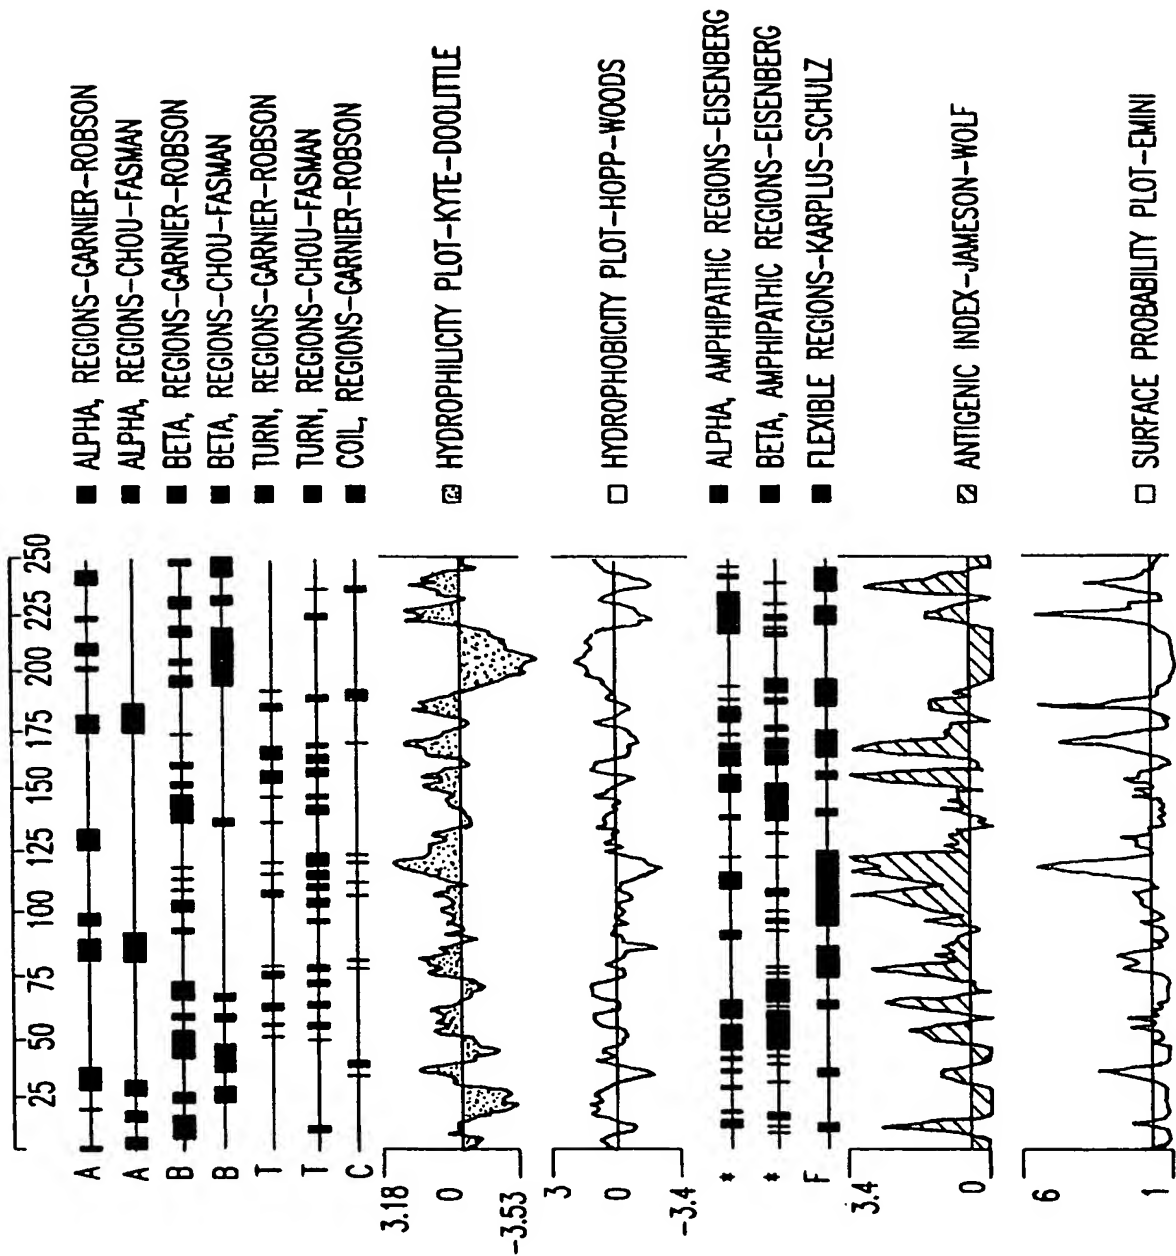 25 50 75 100 125 150 175 200 225 250
A ALPHA, REGIONS-GARNIER-ROBSON
A ALPHA, REGIONS-CHOU-FASMAN
B BETA, REGIONS-GARNIER-ROBSON
B BETA, REGIONS-CHOU-FASMAN
T TURN, REGIONS-GARNIER-ROBSON
T TURN, REGIONS-CHOU-FASMAN
C COIL, REGIONS-GARNIER-ROBSON
3.18
0 HYDROPHILICITY PLOT-KYTE-DOOLITTLE
-3.53
3
0 HYDROPHOBICITY PLOT-HOPP-WOODS
-3.4
* ALPHA, AMPHIPATHIC REGIONS-EISENBERG
* BETA, AMPHIPATHIC REGIONS-EISENBERG
F FLEXIBLE REGIONS-KARPLUS-SCHULZ
3.4
0 ANTIGENIC INDEX-JAMESON-WOLF
6
1 SURFACE PROBABILITY PLOT-EMINI